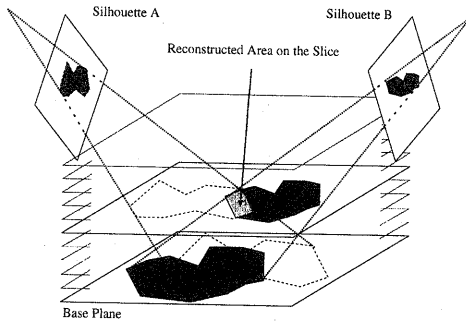 Silhouette A
Silhouette B
Reconstructed Area on the Slice
Base Plane